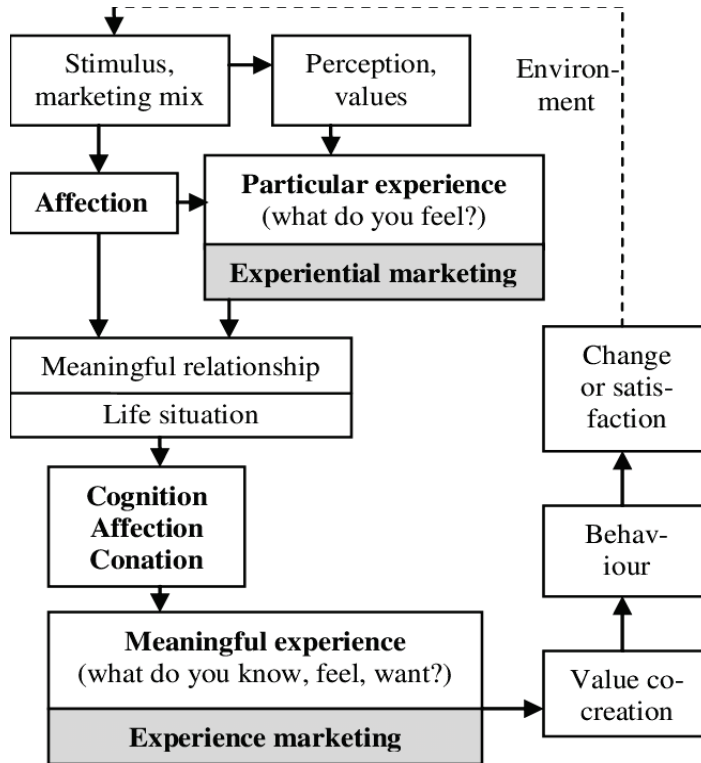 Stimulus,
marketing mix
Perception,
values
Environ-
ment
Affection
Particular experience
(what do you feel?)
Experiential marketing
Meaningful relationship
Life situation
Change
or satis-
faction
Cognition
Affection
Conation
Behav-
iour
Meaningful experience
(what do you know, feel, want?)
Experience marketing
Value co-
creation